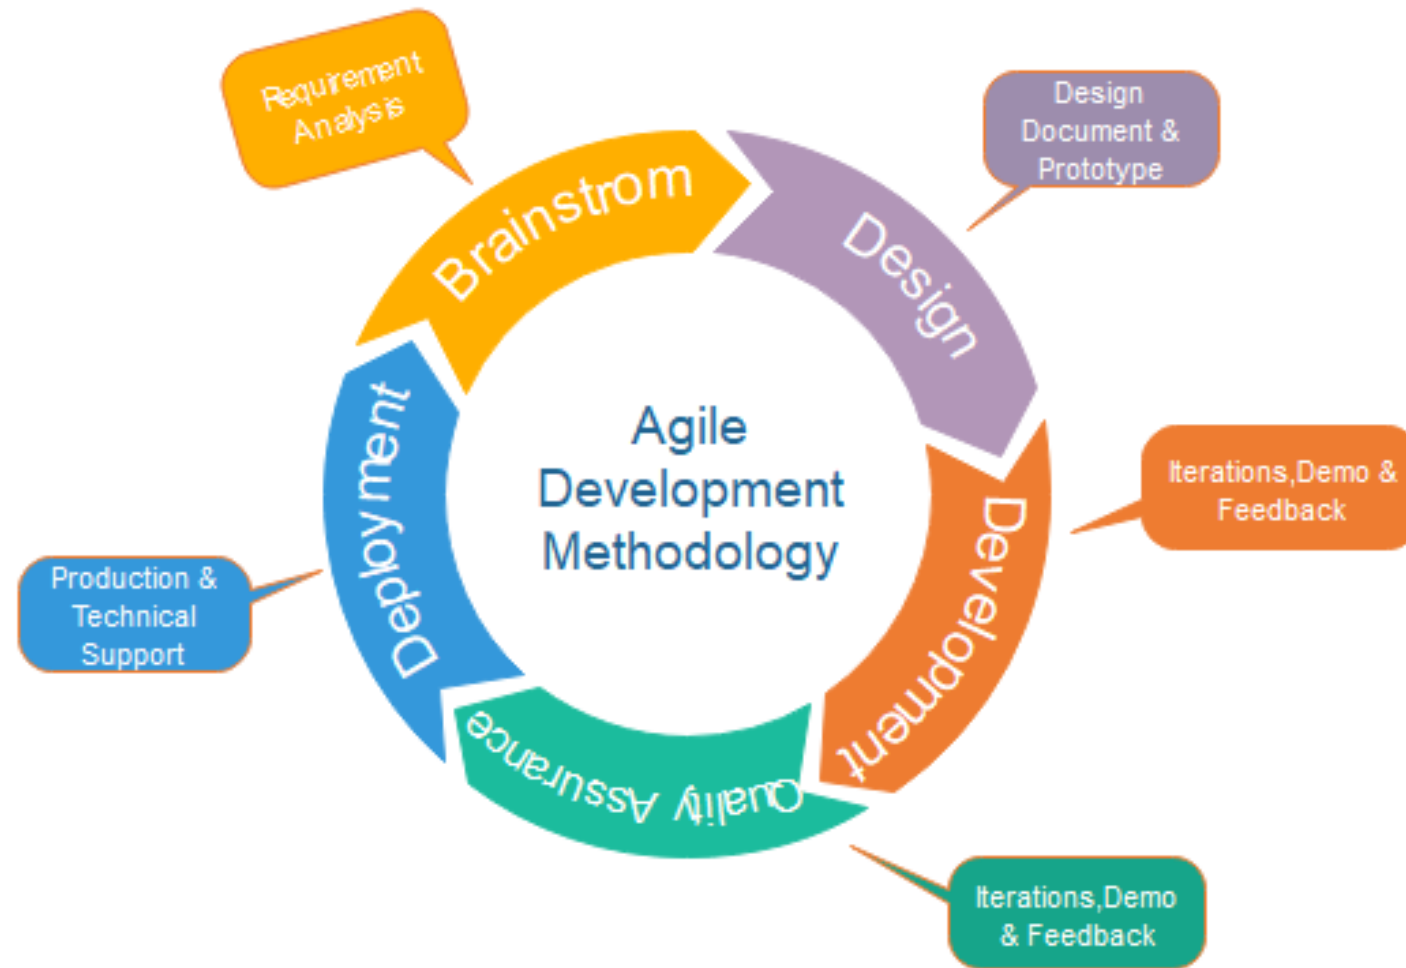 Requirement
Analysis
Brainstrom
Design
Document &
Prototype
Design
Iterations,Demo &
Feedback
Development
Agile
Development
Methodology
Deployment
Production &
Technical
Support
Quality Assurance
Iterations,Demo
& Feedback